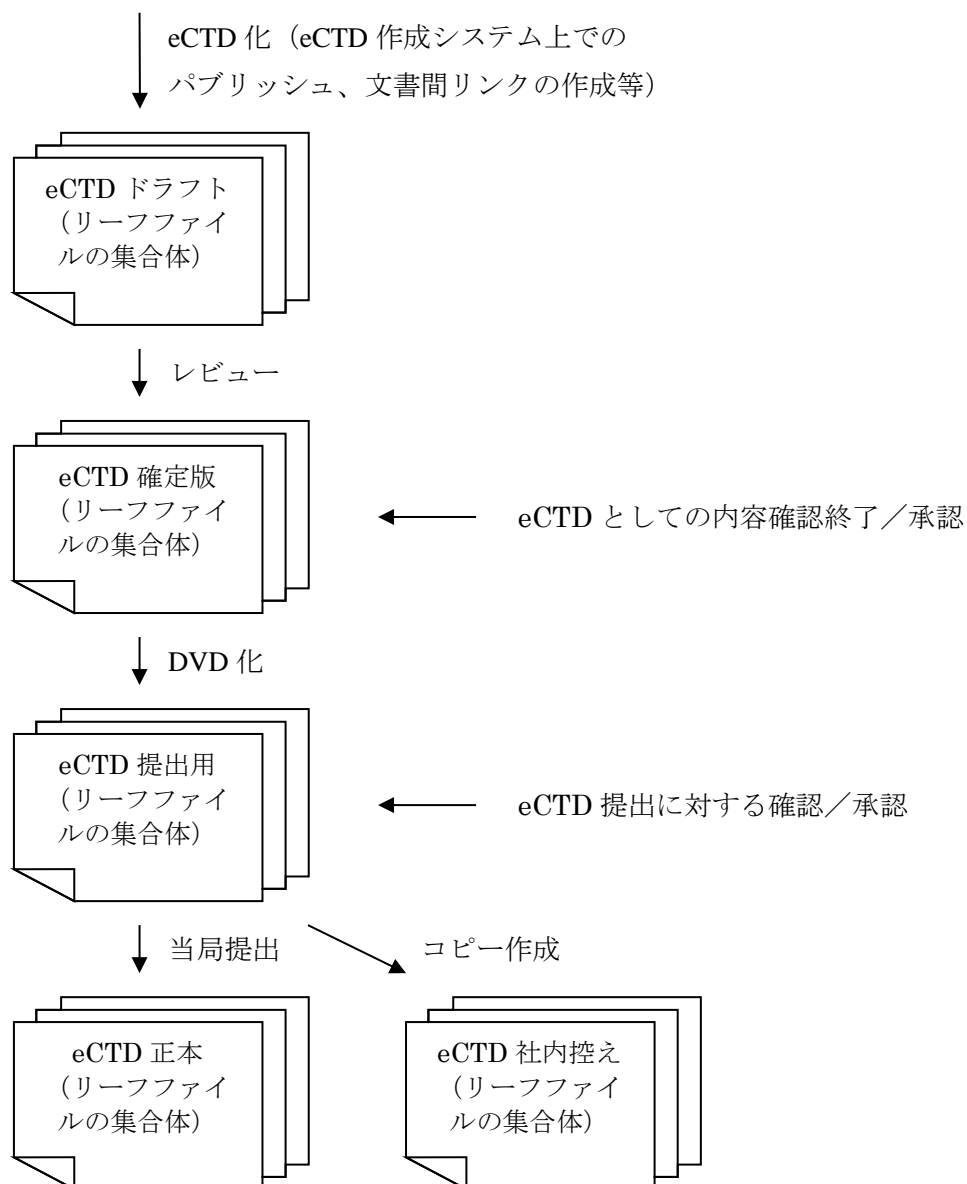 eCTD 化（eCTD 作成システム上での
パブリッシュ、文書間リンクの作成等）
eCTD ドラフト
（リーフファイ
ルの集合体）
レビュー
eCTD 確定版
（リーフファイ
ルの集合体）
eCTD としての内容確認終了／承認
DVD 化
eCTD 提出用
（リーフファイ
ルの集合体）
eCTD 提出に対する確認／承認
当局提出
コピー作成
eCTD 正本
（リーフファイ
ルの集合体）
eCTD 社内控え
（リーフファイ
ルの集合体）